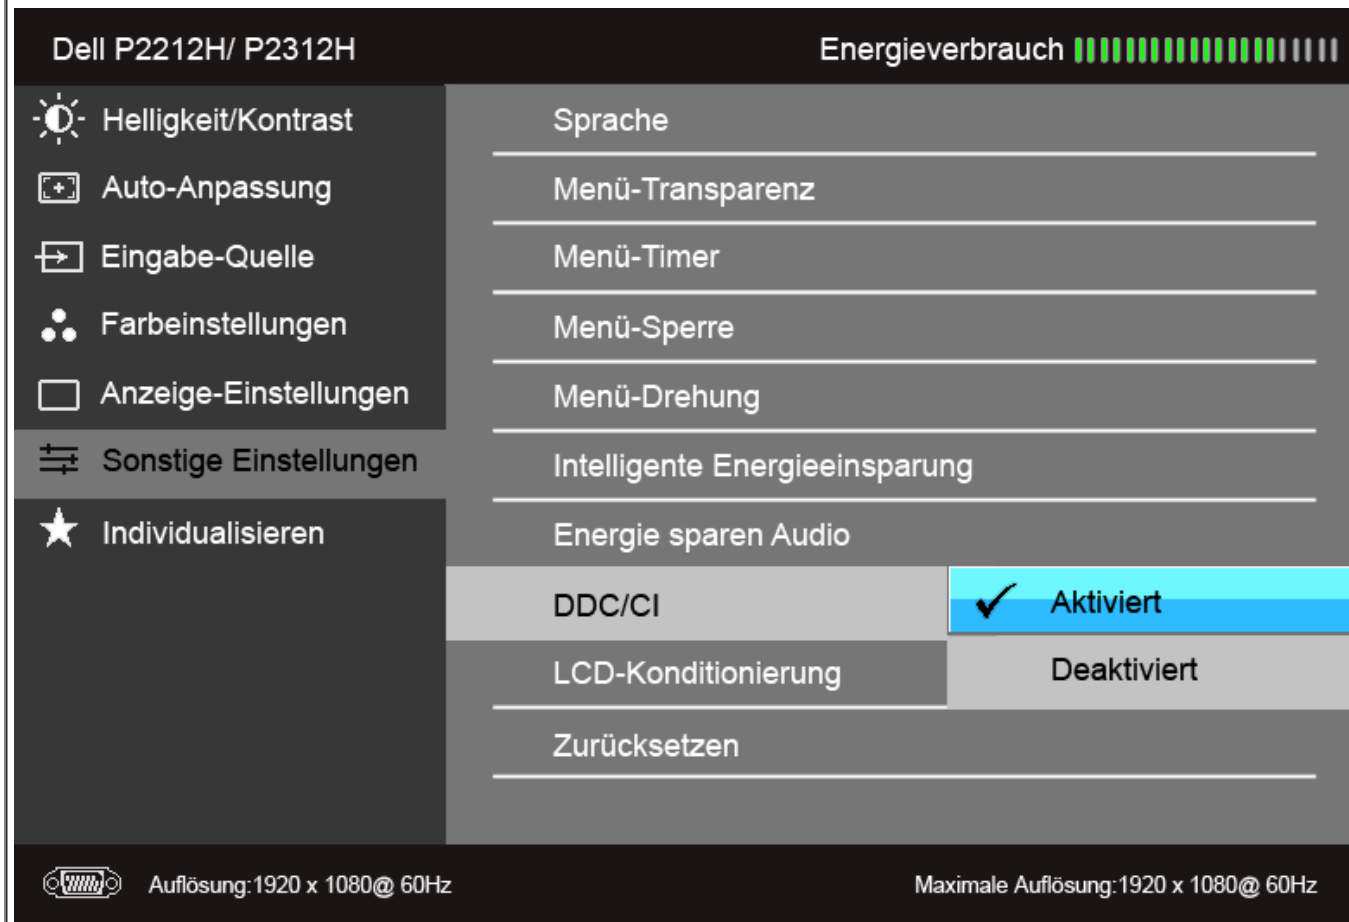 Dell P2212H/ P2312H
Energieverbrauch
Helligkeit/Kontrast
Auto-Anpassung
Eingabe-Quelle
Farbeinstellungen
Anzeige-Einstellungen
Sonstige Einstellungen
Individualisieren
Sprache
Menü-Transparenz
Menü-Timer
Menü-Sperre
Menü-Drehung
Intelligente Energieeinsparung
Energie sparen Audio
DDC/CI
Aktiviert
Deaktiviert
LCD-Konditionierung
Zurücksetzen
Auflösung:1920 x 1080@ 60Hz
Maximale Auflösung:1920 x 1080@ 60Hz